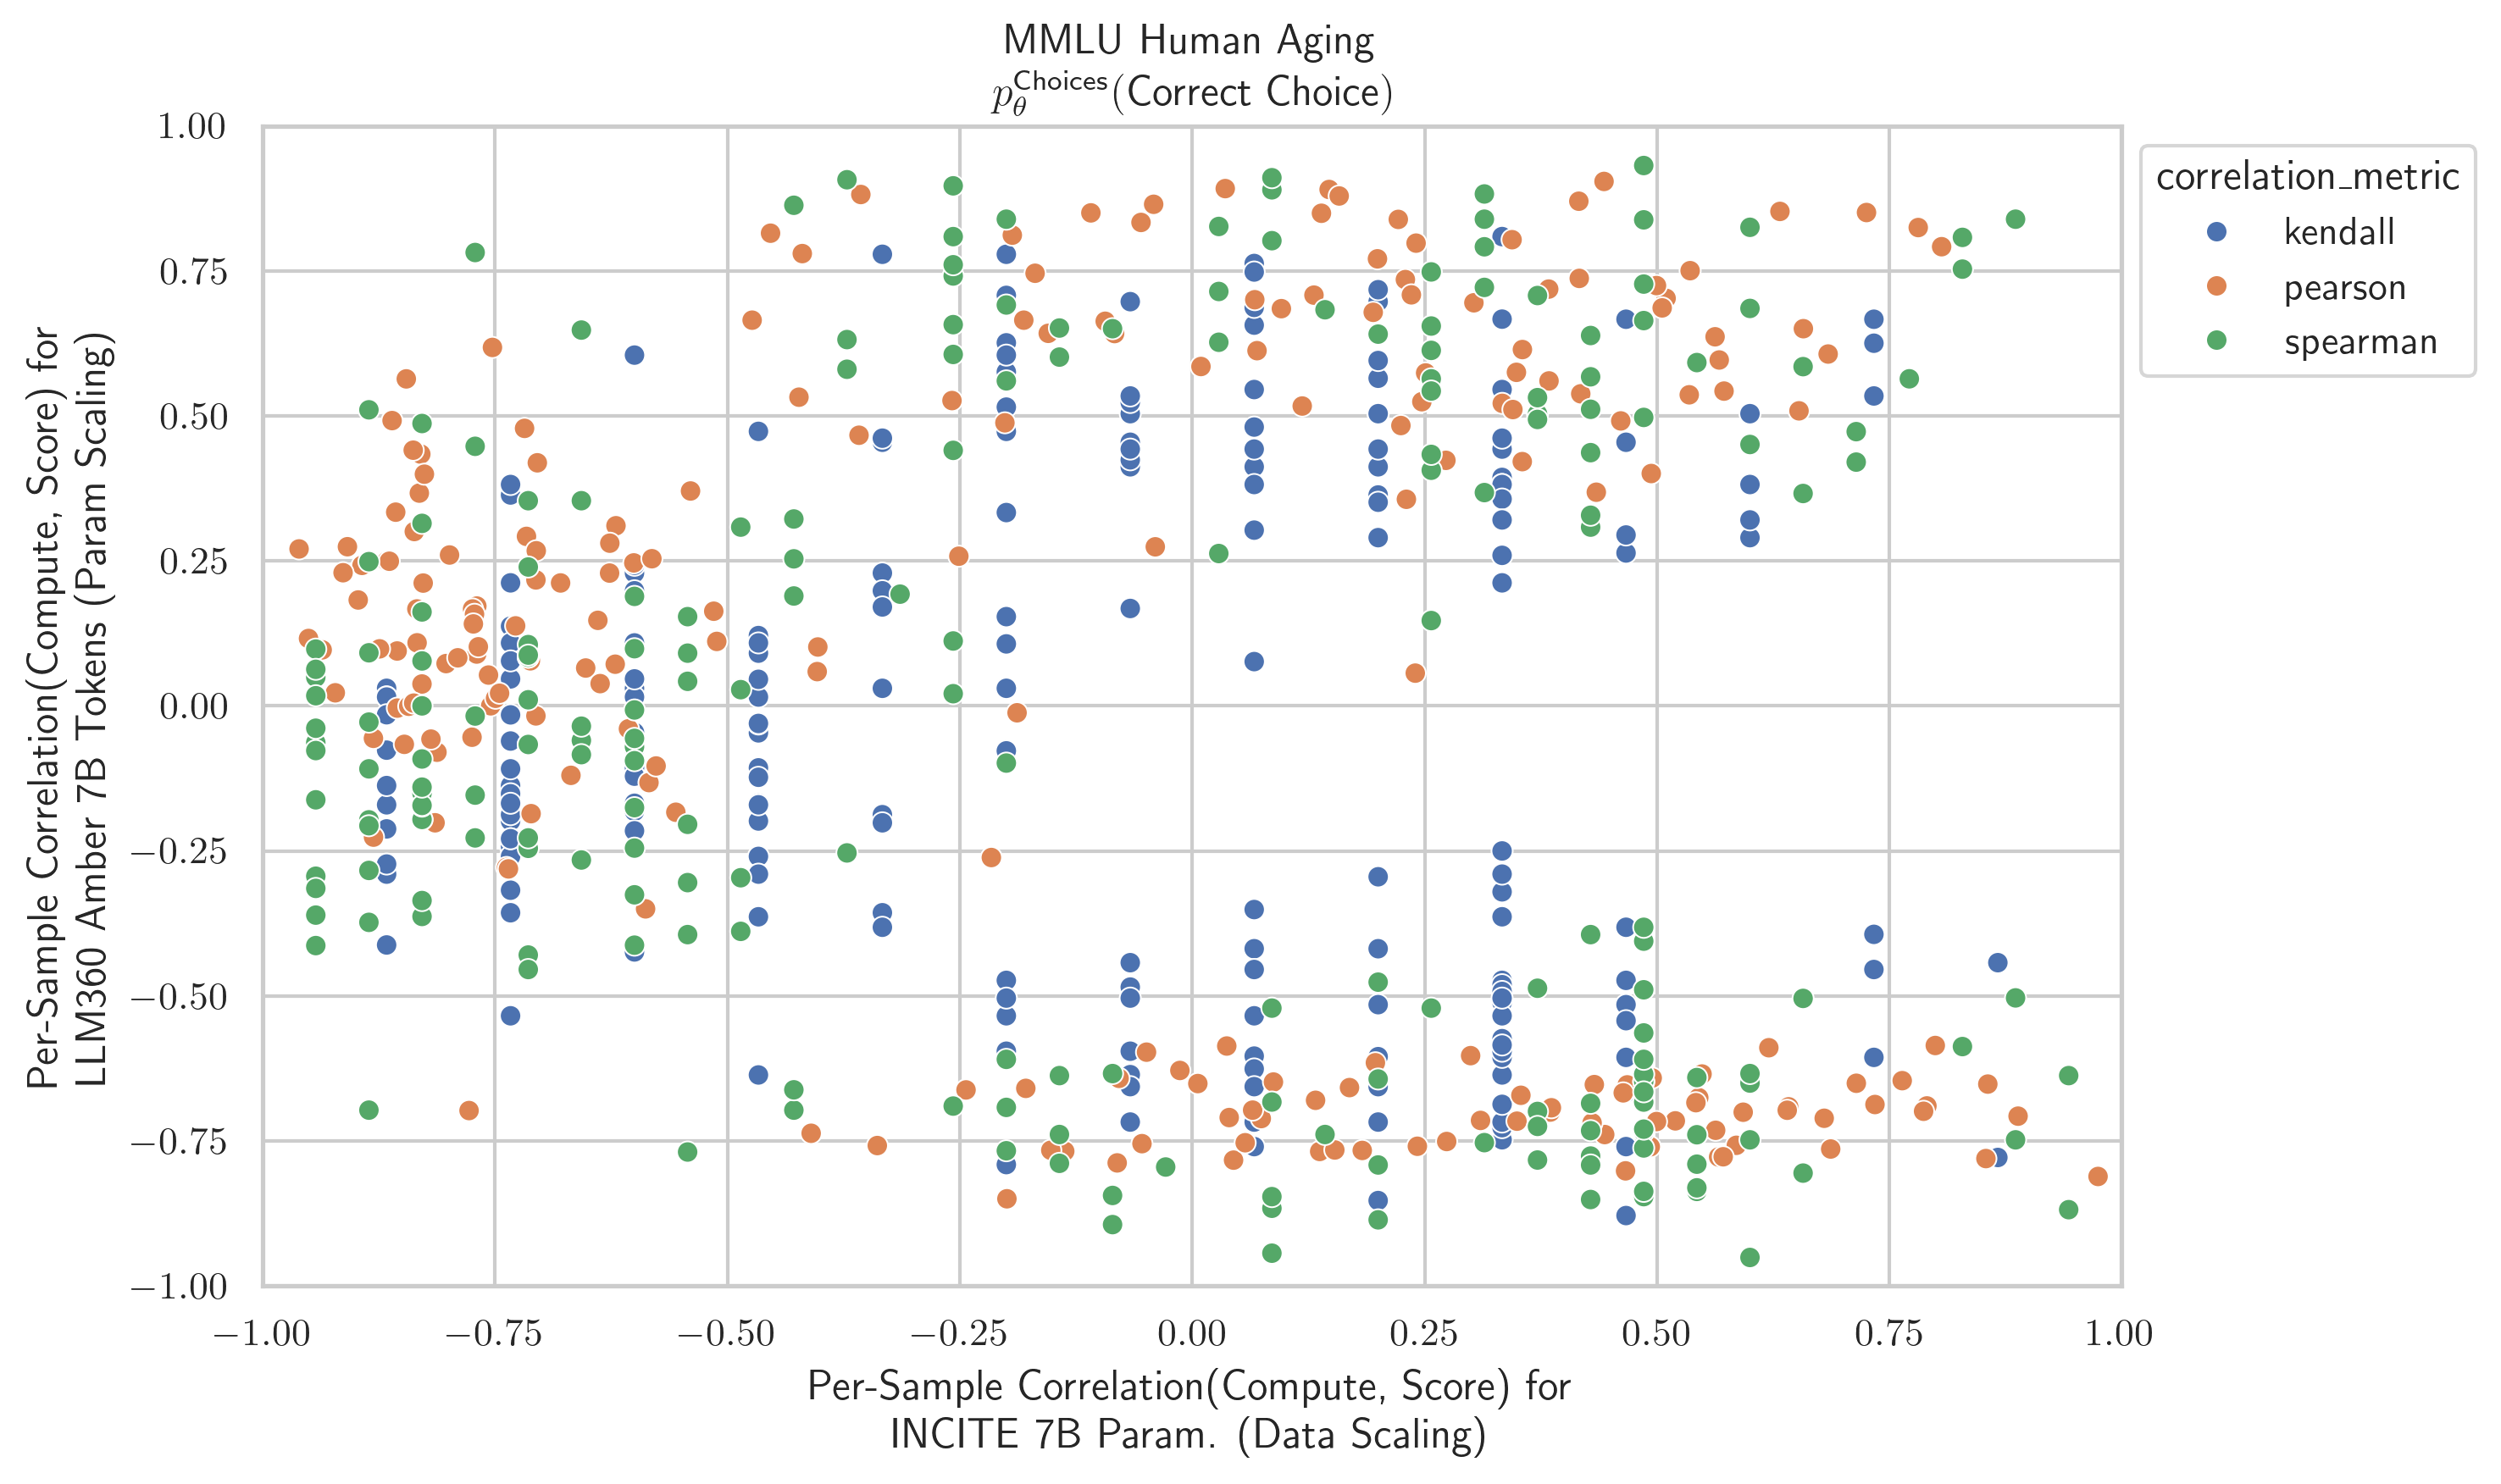 MMLU Human Aging
p_θ^Choices(Correct Choice)
Per-Sample Correlation(Compute, Score) for
LLM360 Amber 7B Tokens (Param Scaling)
1.00
0.75
0.50
0.25
0.00
−0.25
−0.50
−0.75
−1.00
−1.00 −0.75 −0.50 −0.25 0.00 0.25 0.50 0.75 1.00
Per-Sample Correlation(Compute, Score) for
INCITE 7B Param. (Data Scaling)
correlation_metric
kendall
pearson
spearman